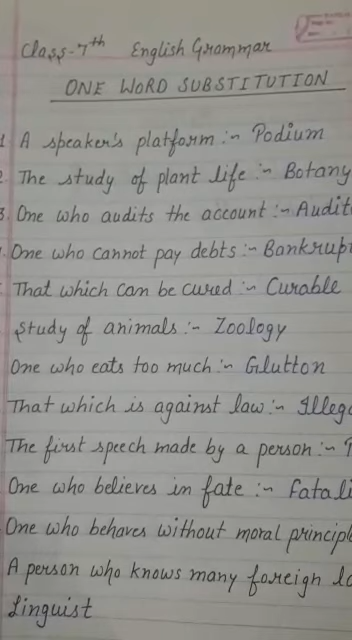 Class-7th English Grammar
ONE WORD SUBSTITUTION
1 A speaker's platform :- Podium
2. The study of plant life :- Botany
3. One who audits the account :- Audit
One who cannot pay debts :- Bankrup
That which can be cured :- Curable
Study of animals :- Zoology
One who eats too much :- Glutton
That which is against law :- Illeg
The first speech made by a person :-
One who believes in fate :- Fatali
One who behaves without moral principle
A person who knows many foreign
Linguist